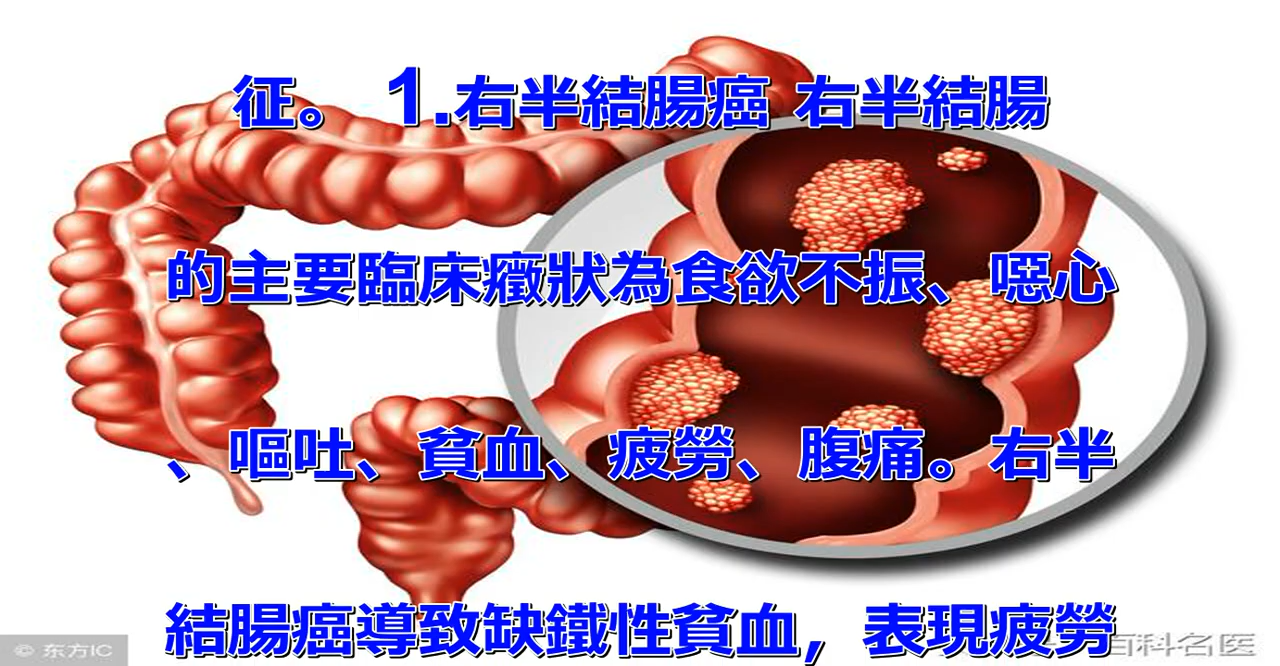 征。 1.右半結腸癌 右半結腸
的主要臨床癥狀為食欲不振、噁心
、嘔吐、貧血、疲勞、腹痛。右半
結腸癌導致缺鐵性貧血，表現疲勞
© 东方IC
百科名医